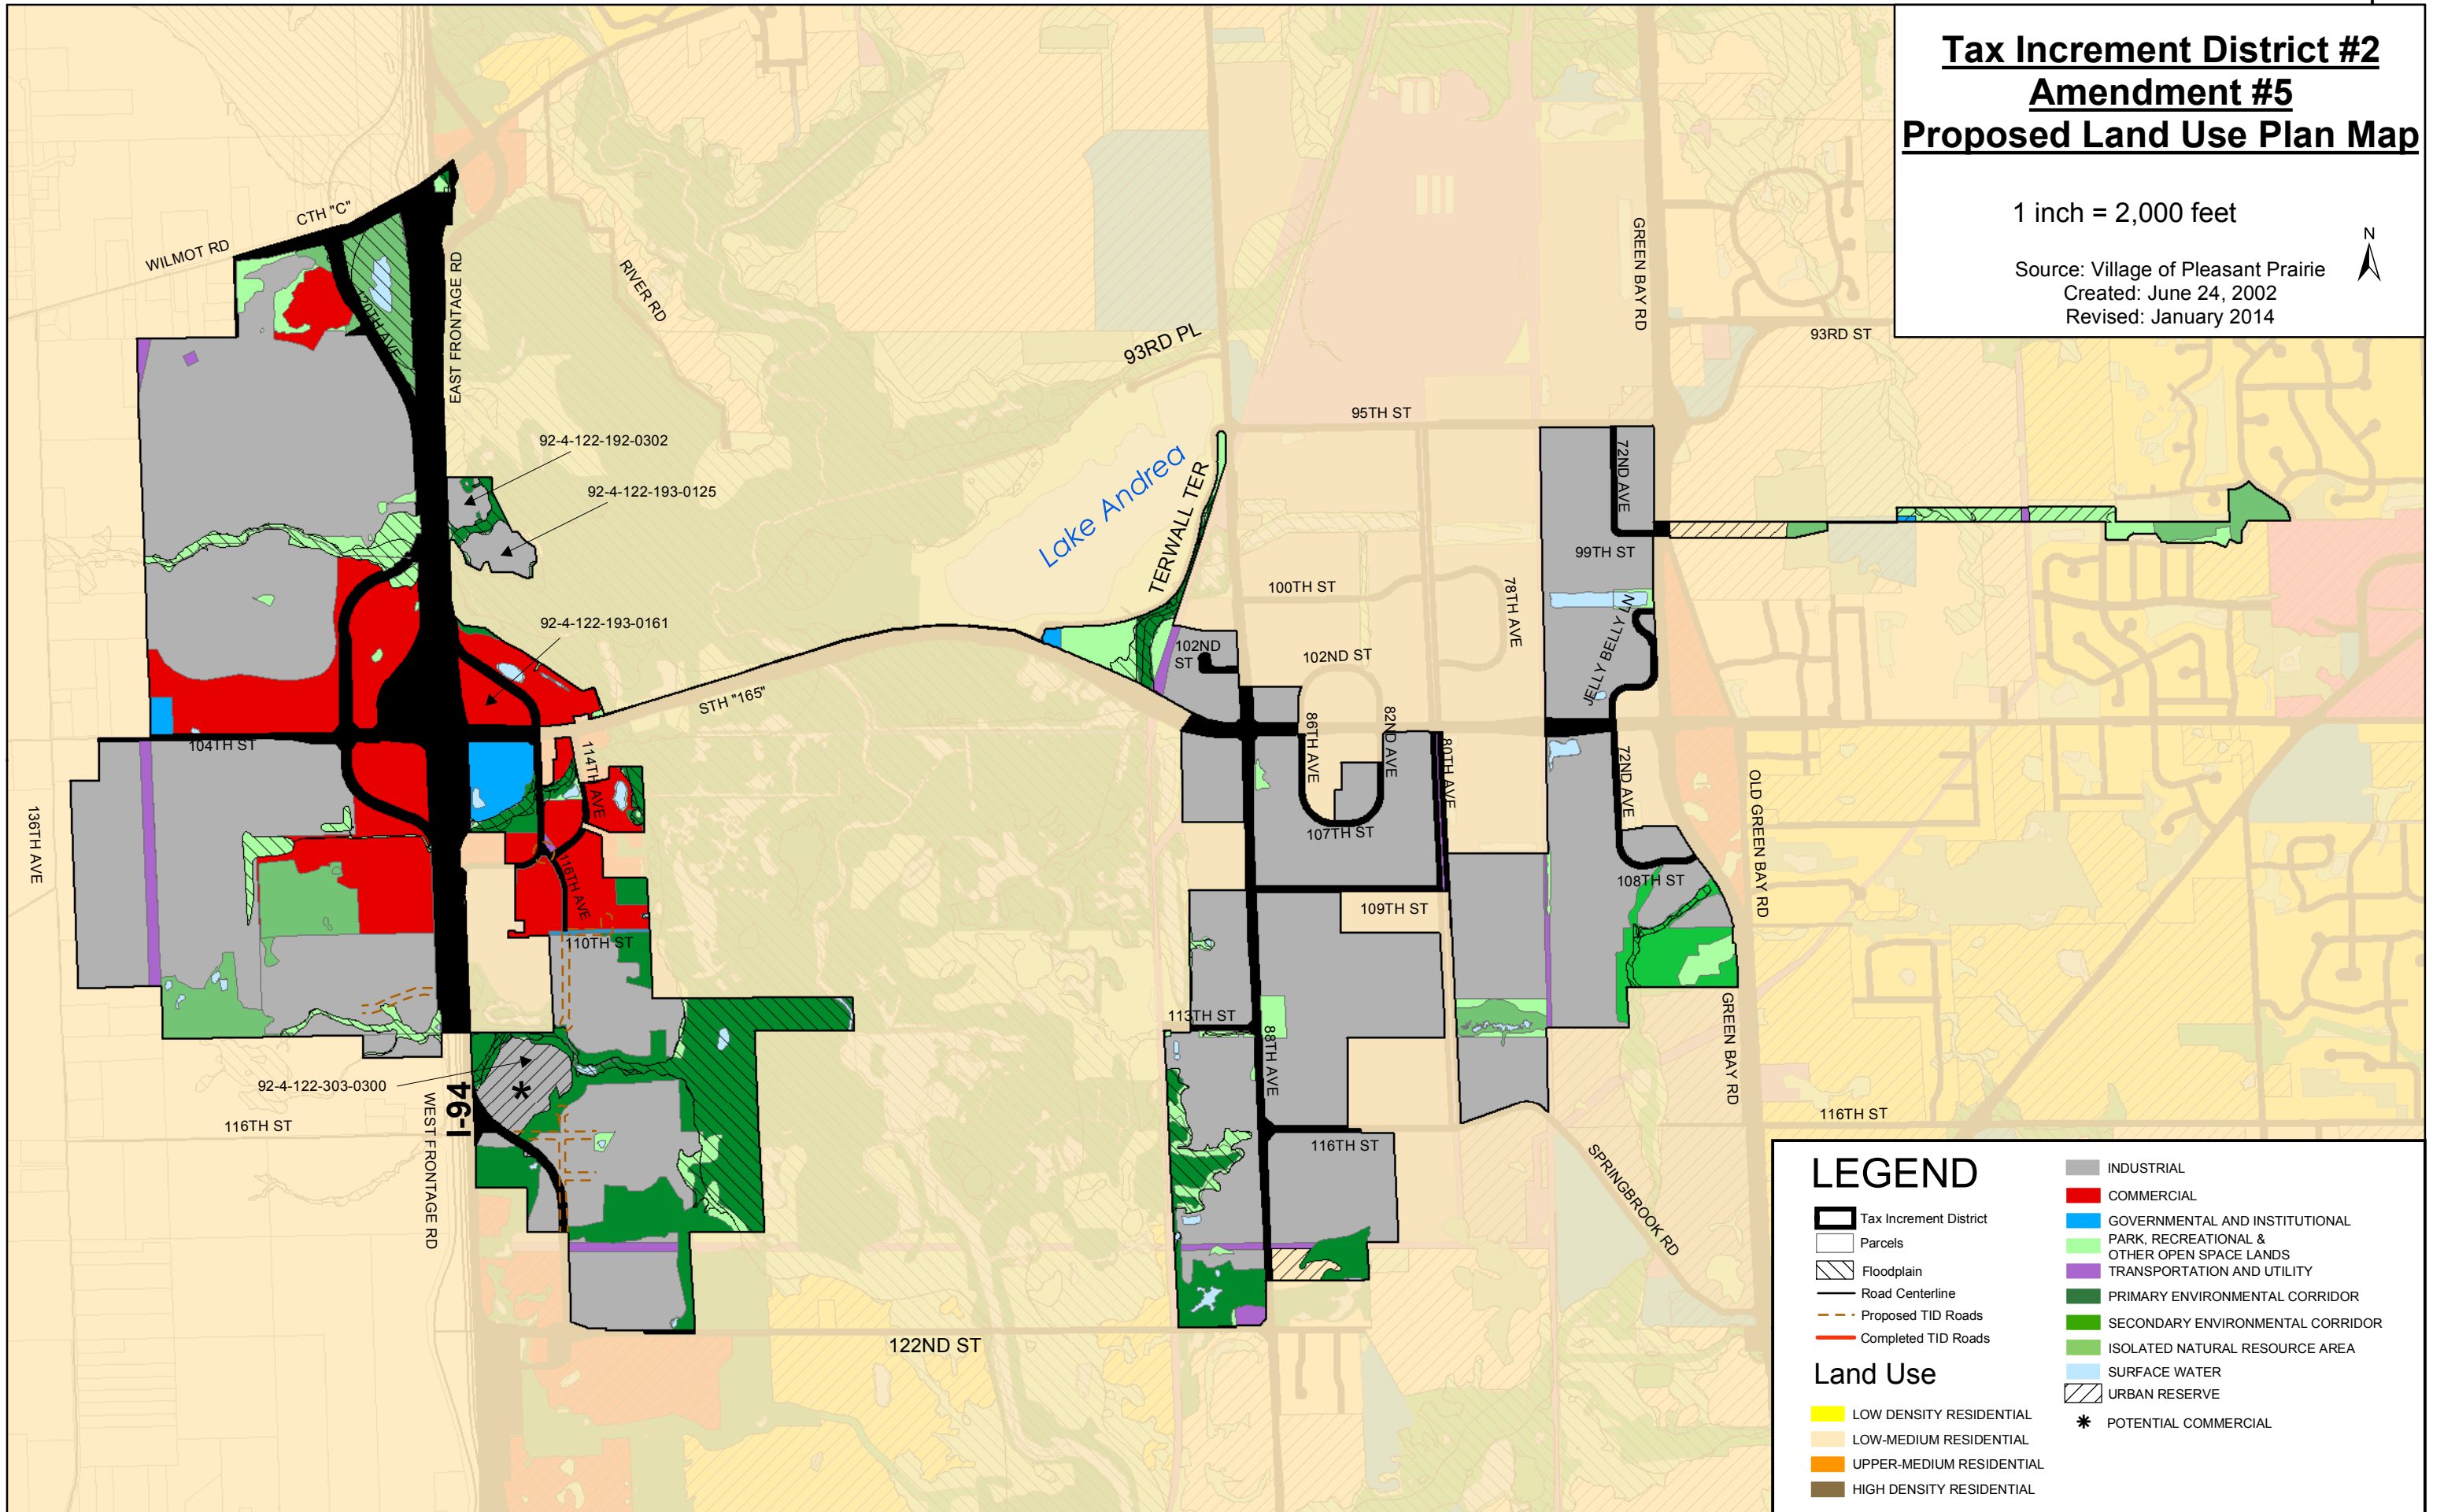 Tax Increment District #2
Amendment #5
Proposed Land Use Plan Map
1 inch = 2,000 feet
N
Source: Village of Pleasant Prairie
Created: June 24, 2002
Revised: January 2014
CTH "C"
WILMOT RD
120TH AVE
EAST FRONTAGE RD
RIVER RD
GREEN BAY RD
93RD ST
93RD PL
95TH ST
92-4-122-192-0302
92-4-122-193-0125
92-4-122-193-0161
Lake Andrea
TERWALL TER
72ND AVE
99TH ST
100TH ST
78TH AVE
JELLY BELLY LN
102ND
ST
102ND ST
STH "165"
104TH ST
114TH AVE
86TH AVE
82ND AVE
80TH AVE
72ND AVE
OLD GREEN BAY RD
136TH AVE
107TH ST
116TH AVE
108TH ST
109TH ST
110TH ST
113TH ST
88TH AVE
GREEN BAY RD
92-4-122-303-0300
*
I-94
WEST FRONTAGE RD
116TH ST
116TH ST
116TH ST
SPRINGBROOK RD
122ND ST
LEGEND
Tax Increment District
Parcels
Floodplain
Road Centerline
Proposed TID Roads
Completed TID Roads
Land Use
LOW DENSITY RESIDENTIAL
LOW-MEDIUM RESIDENTIAL
UPPER-MEDIUM RESIDENTIAL
HIGH DENSITY RESIDENTIAL
INDUSTRIAL
COMMERCIAL
GOVERNMENTAL AND INSTITUTIONAL
PARK, RECREATIONAL &
OTHER OPEN SPACE LANDS
TRANSPORTATION AND UTILITY
PRIMARY ENVIRONMENTAL CORRIDOR
SECONDARY ENVIRONMENTAL CORRIDOR
ISOLATED NATURAL RESOURCE AREA
SURFACE WATER
URBAN RESERVE
* POTENTIAL COMMERCIAL